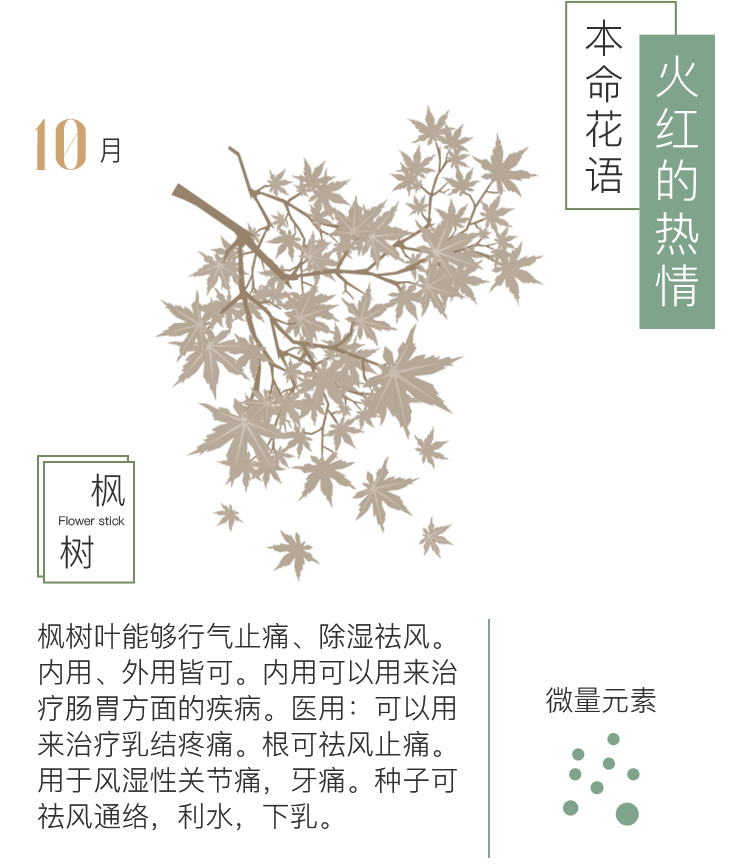 本命花语
火红的热情
10月
枫
Flower stick
树
枫树叶能够行气止痛、除湿祛风。
内用、外用皆可。内用可以用来治
疗肠胃方面的疾病。医用：可以用
来治疗乳结疼痛。根可祛风止痛。
用于风湿性关节痛，牙痛。种子可
祛风通络，利水，下乳。
微量元素